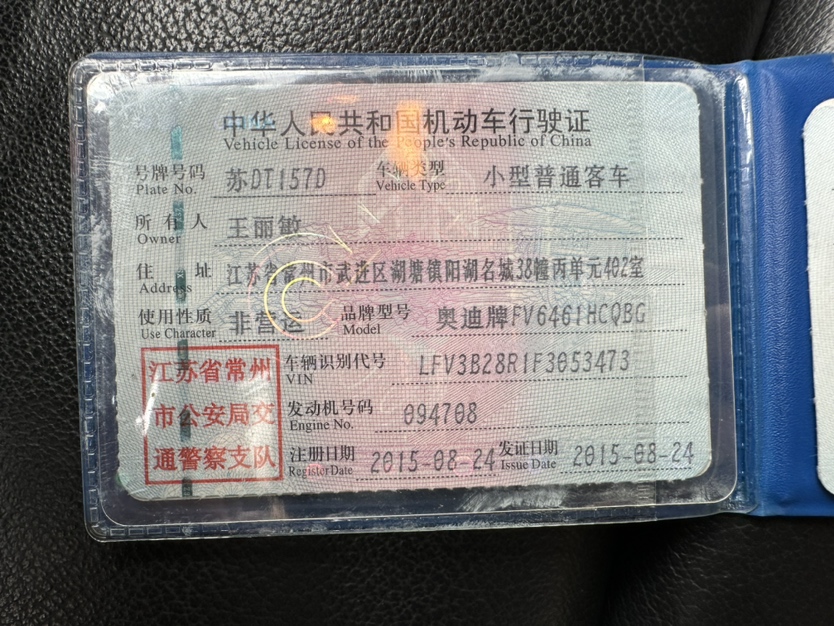 中华人民共和国机动车行驶证
Vehicle License of the People's Republic of China
号牌号码 苏DT157D 车辆类型 小型普通客车
Plate No. Vehicle Type
所有人 王丽敏
Owner
住址 江苏省常州市武进区湖塘镇阳湖名城38幢丙单元402室
Address
使用性质 非营运 品牌型号 奥迪牌FV6461HCQBG
Use Character Model
江苏省常州 车辆识别代号 LFV3B28R1F3053473
VIN
市公安局交 发动机号码 094708
Engine No.
通警察支队 注册日期 2015-08-24 发证日期 2015-08-24
Register Date Issue Date